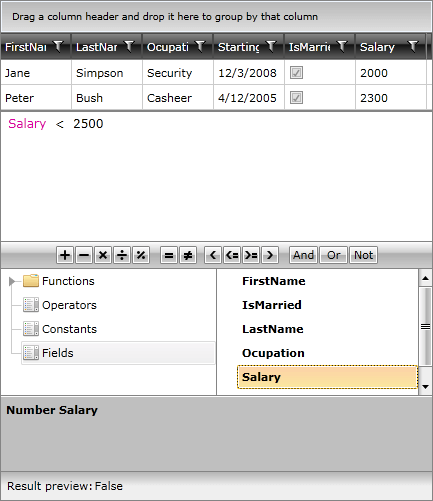 Drag a column header and drop it here to group by that column
FirstNar LastNar Ocupati Starting IsMarrie Salary
Jane Simpson Security 12/3/2008 2000
Peter Bush Casheer 4/12/2005 2300
Salary < 2500
+ − × ÷ % = ≠ < <= >= > And Or Not
Functions
Operators
Constants
Fields
FirstName
IsMarried
LastName
Ocupation
Salary
Number Salary
Result preview: False